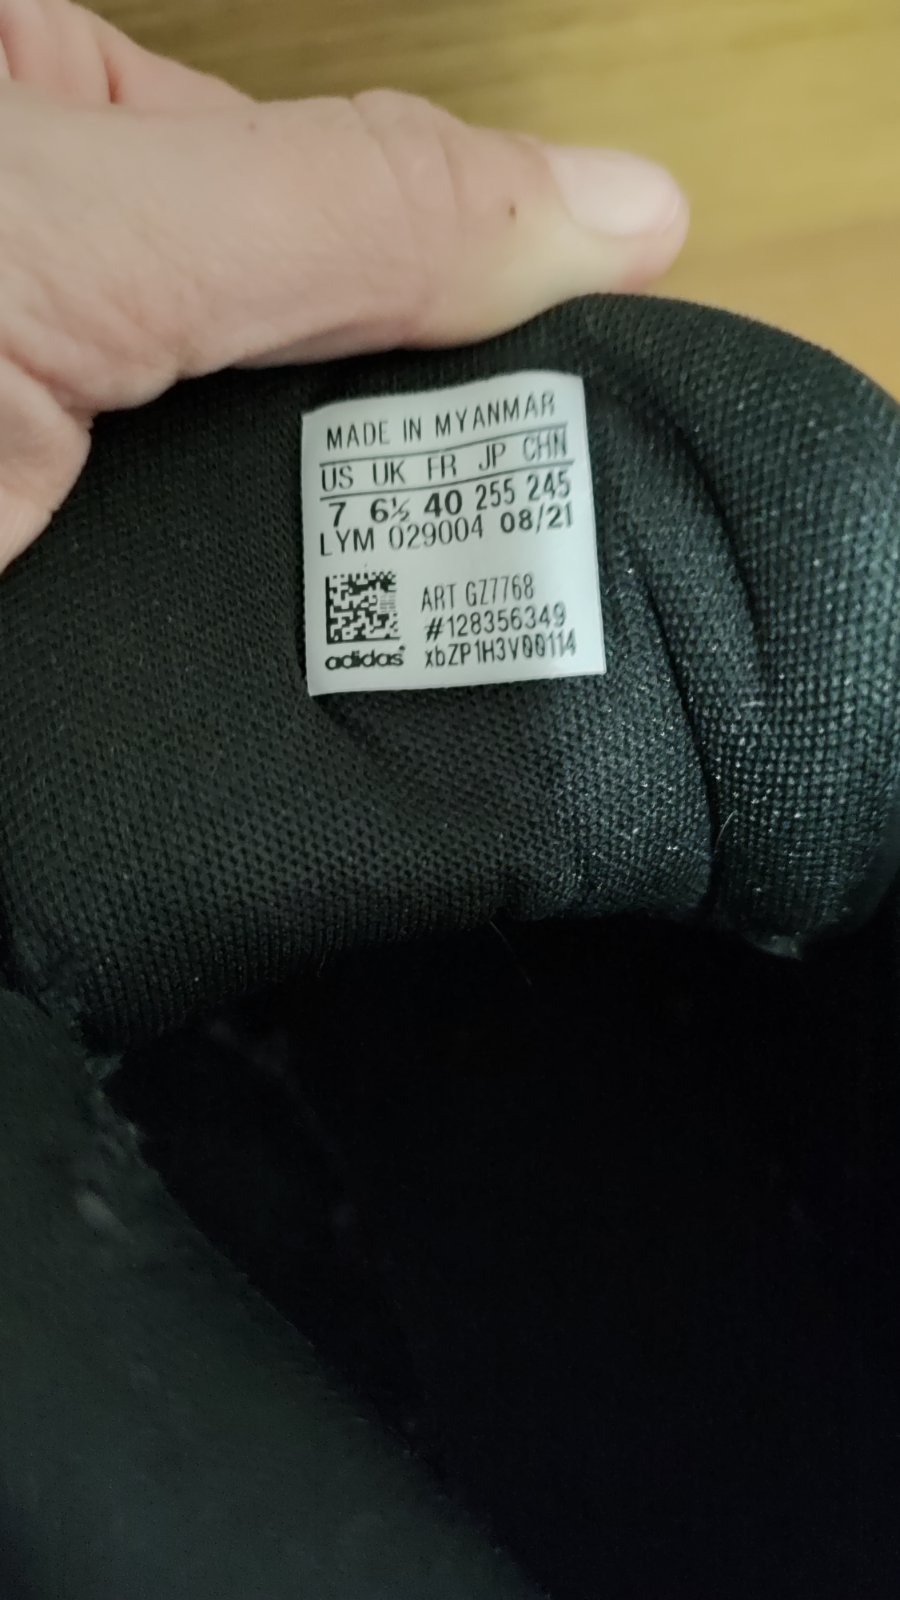 MADE IN MYANMAR
US UK FR JP CHN
7 6½ 40 255 245
LYM 029004 08/21
ART GZ7768
#128356349
adidas® xbZP1H3V00114